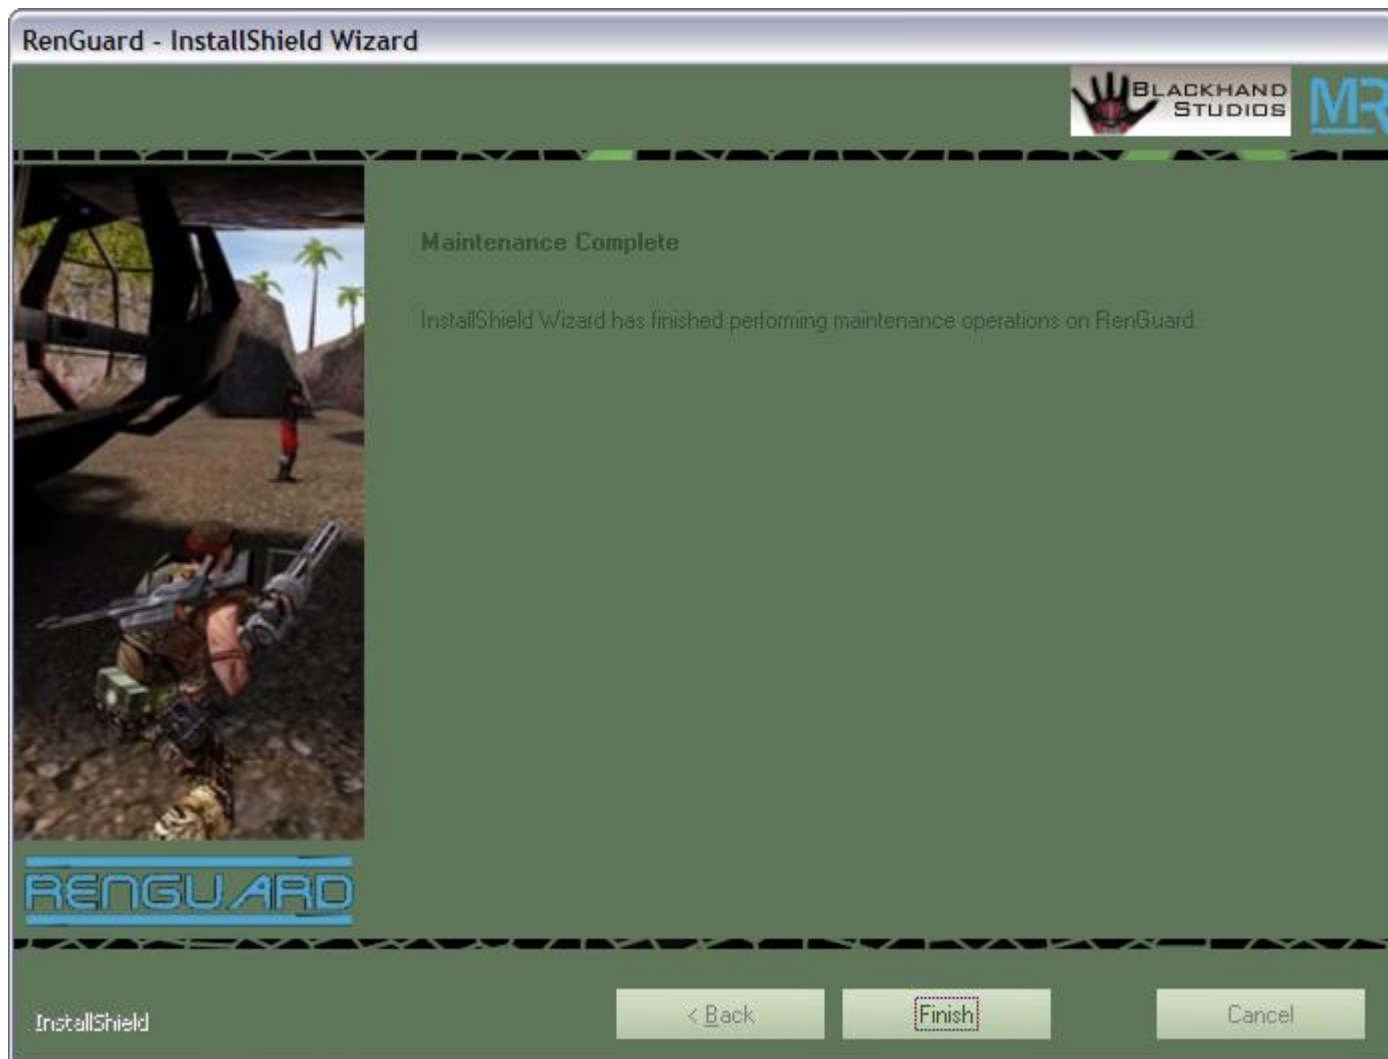 RenGuard - InstallShield Wizard
BLACKHAND
STUDIOS
MR
Maintenance Complete
InstallShield Wizard has finished performing maintenance operations on RenGuard.
RENGUARD
InstallShield
< Back
Finish
Cancel